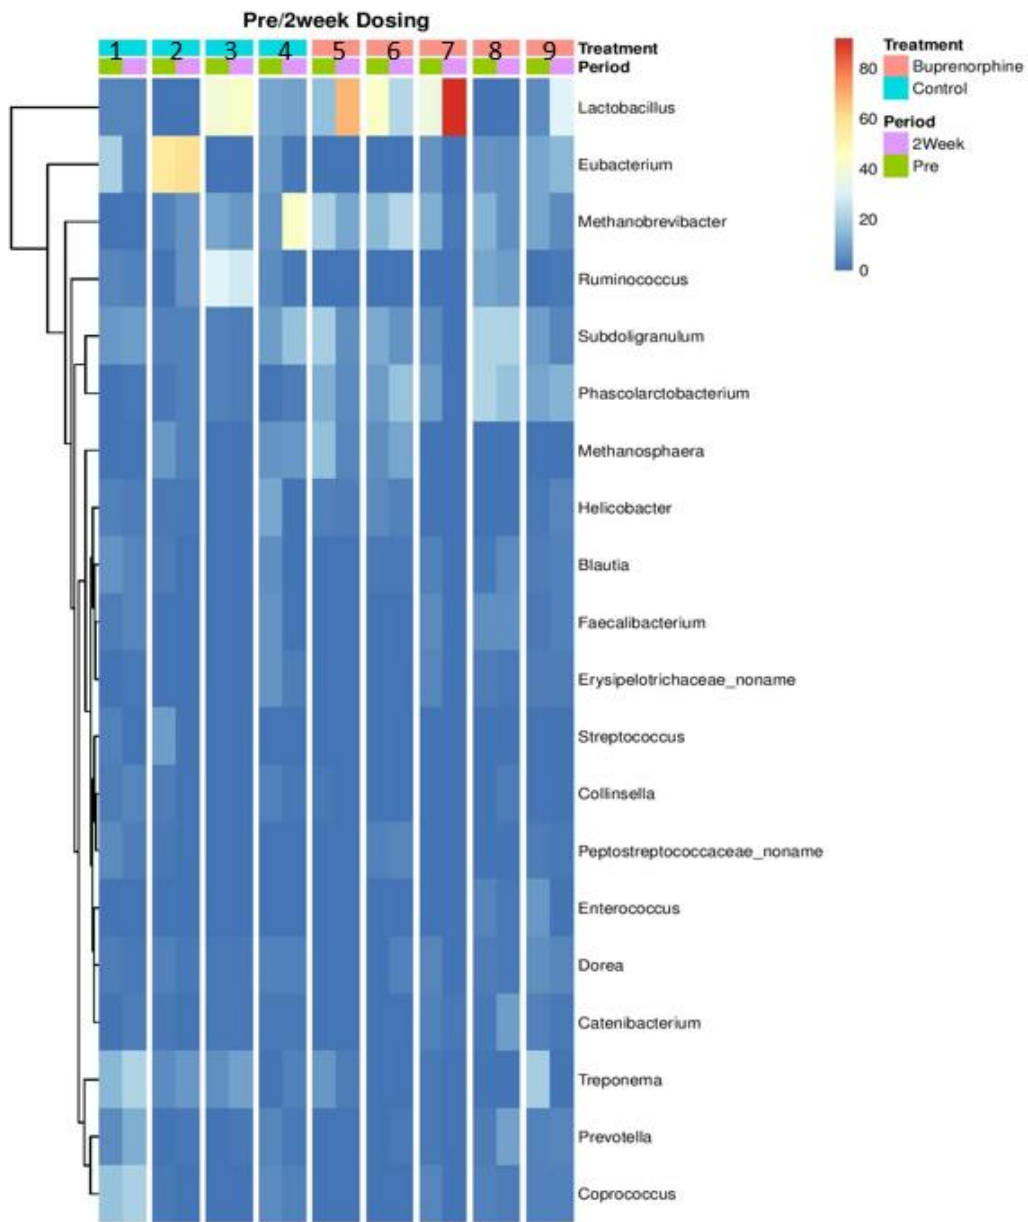 Pre/2week Dosing
1 2 3 4 5 6 7 8 9
Treatment
Period
Lactobacillus
Eubacterium
Methanobrevibacter
Ruminococcus
Subdoligranulum
Phascolarctobacterium
Methanosphaera
Helicobacter
Blautia
Faecalibacterium
Erysipelotrichaceae_noname
Streptococcus
Collinsella
Peptostreptococcaceae_noname
Enterococcus
Dorea
Catenibacterium
Treponema
Prevotella
Coprococcus
80
60
40
20
0
Treatment
Buprenorphine
Control
Period
2Week
Pre